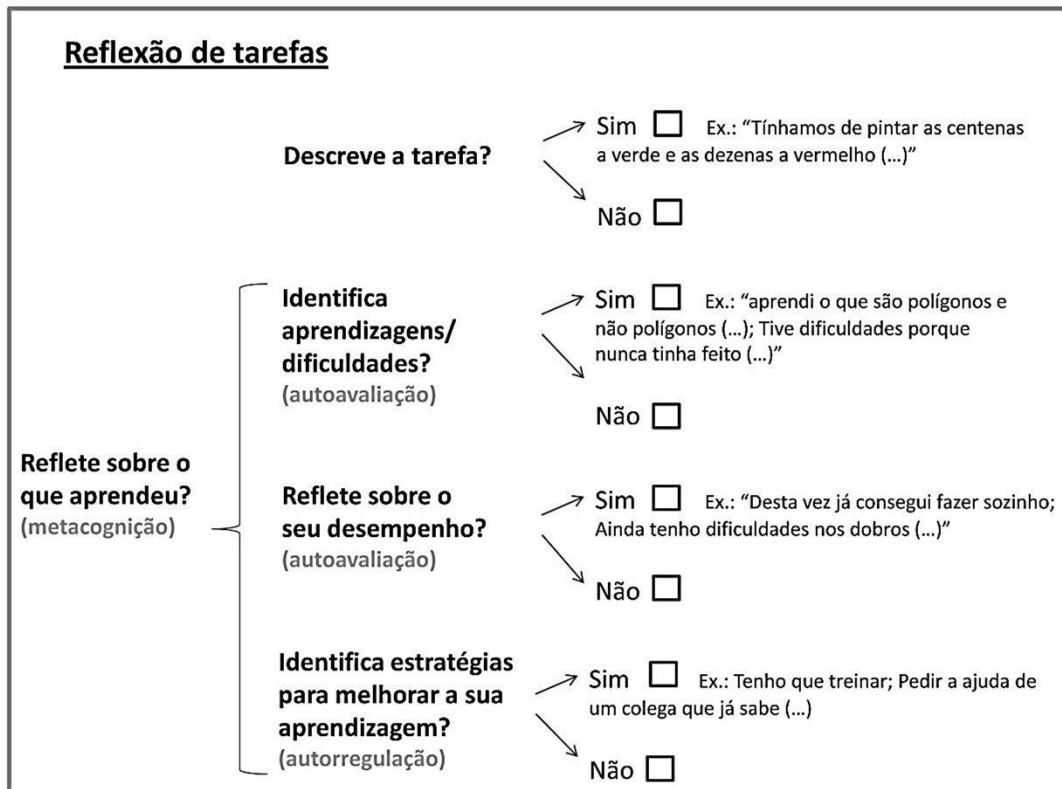 Reflexão de tarefas
Descreve a tarefa?
Sim Ex.: “Tínhamos de pintar as centenas
a verde e as dezenas a vermelho (...)”
Não
Reflete sobre o
que aprendeu?
(metacognição)
Identifica
aprendizagens/
dificuldades?
(autoavaliação)
Sim Ex.: “aprendi o que são polígonos e
não polígonos (...); Tive dificuldades porque
nunca tinha feito (...)”
Não
Reflete sobre o
seu desempenho?
(autoavaliação)
Sim Ex.: “Desta vez já consegui fazer sozinho;
Ainda tenho dificuldades nos dobros (...)”
Não
Identifica estratégias
para melhorar a sua
aprendizagem?
(autorregulação)
Sim Ex.: Tenho que treinar; Pedir a ajuda de
um colega que já sabe (...)
Não